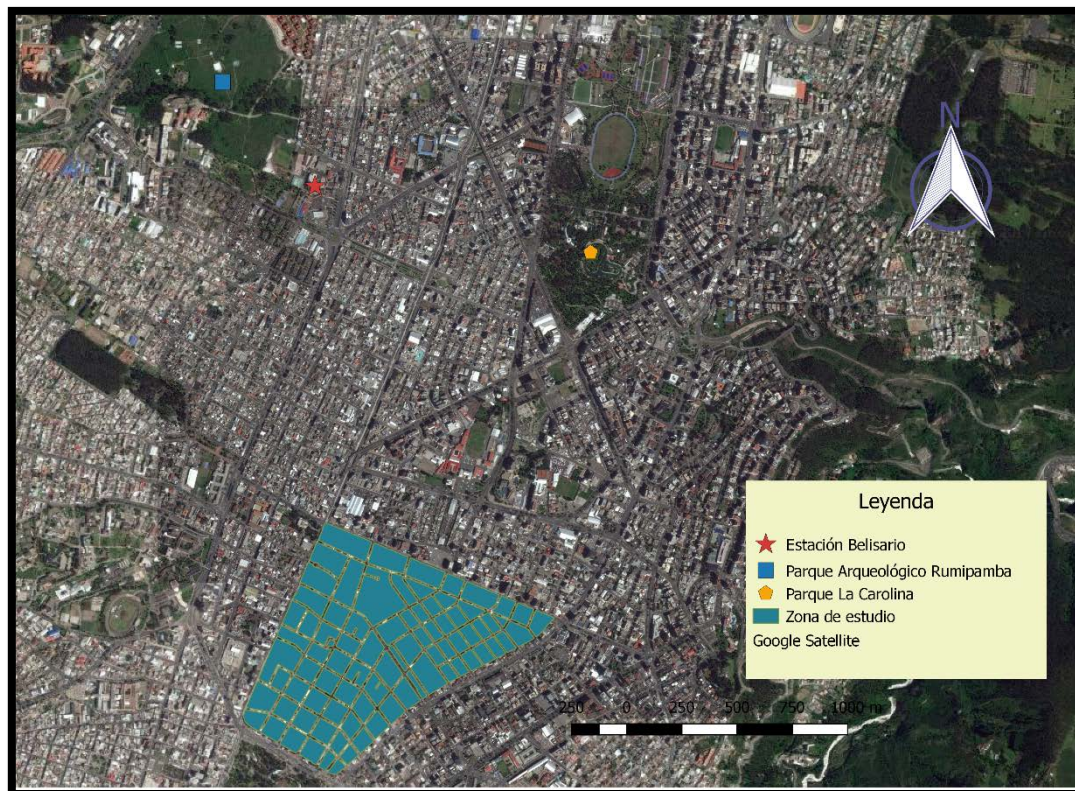 N
Leyenda
Estación Belisario
Parque Arqueológico Rumipamba
Parque La Carolina
Zona de estudio
Google Satellite
250 0 250 500 750 1000 m